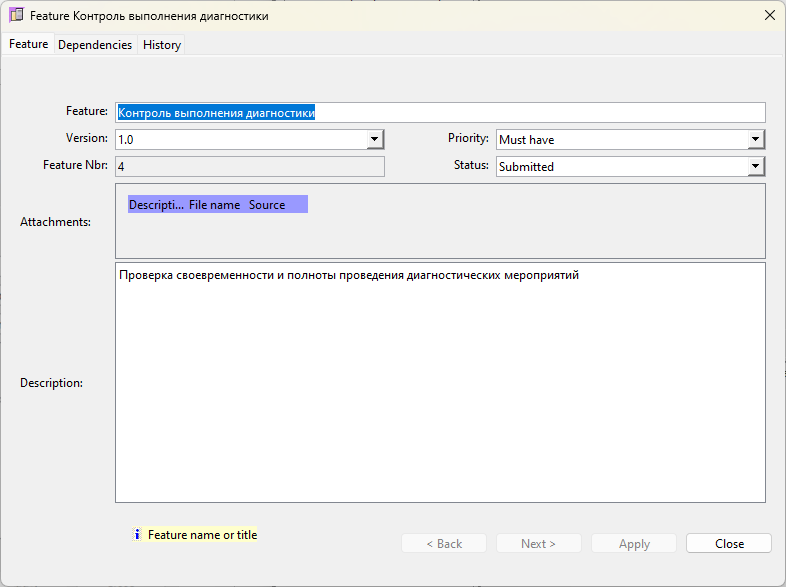 Feature Контроль выполнения диагностики
Feature Dependencies History
Feature: Контроль выполнения диагностики
Version: 1.0 Priority: Must have
Feature Nbr: 4 Status: Submitted
Attachments: Descripti... File name Source
Проверка своевременности и полноты проведения диагностических мероприятий
Description:
Feature name or title
< Back Next > Apply Close